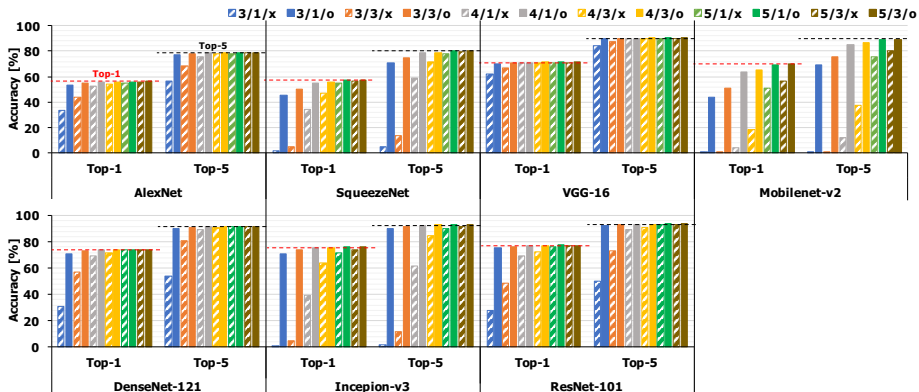 3/1/x 3/1/o 3/3/x 3/3/o 4/1/x 4/1/o 4/3/x 4/3/o 5/1/x 5/1/o 5/3/x 5/3/o
Accuracy [%]
100
80
60
40
20
0
Top-1
Top-5
Top-1 Top-5 Top-1 Top-5 Top-1 Top-5 Top-1 Top-5
AlexNet SqueezeNet VGG-16 Mobilenet-v2
Accuracy [%]
100
80
60
40
20
0
Top-1 Top-5 Top-1 Top-5 Top-1 Top-5
DenseNet-121 Incepion-v3 ResNet-101